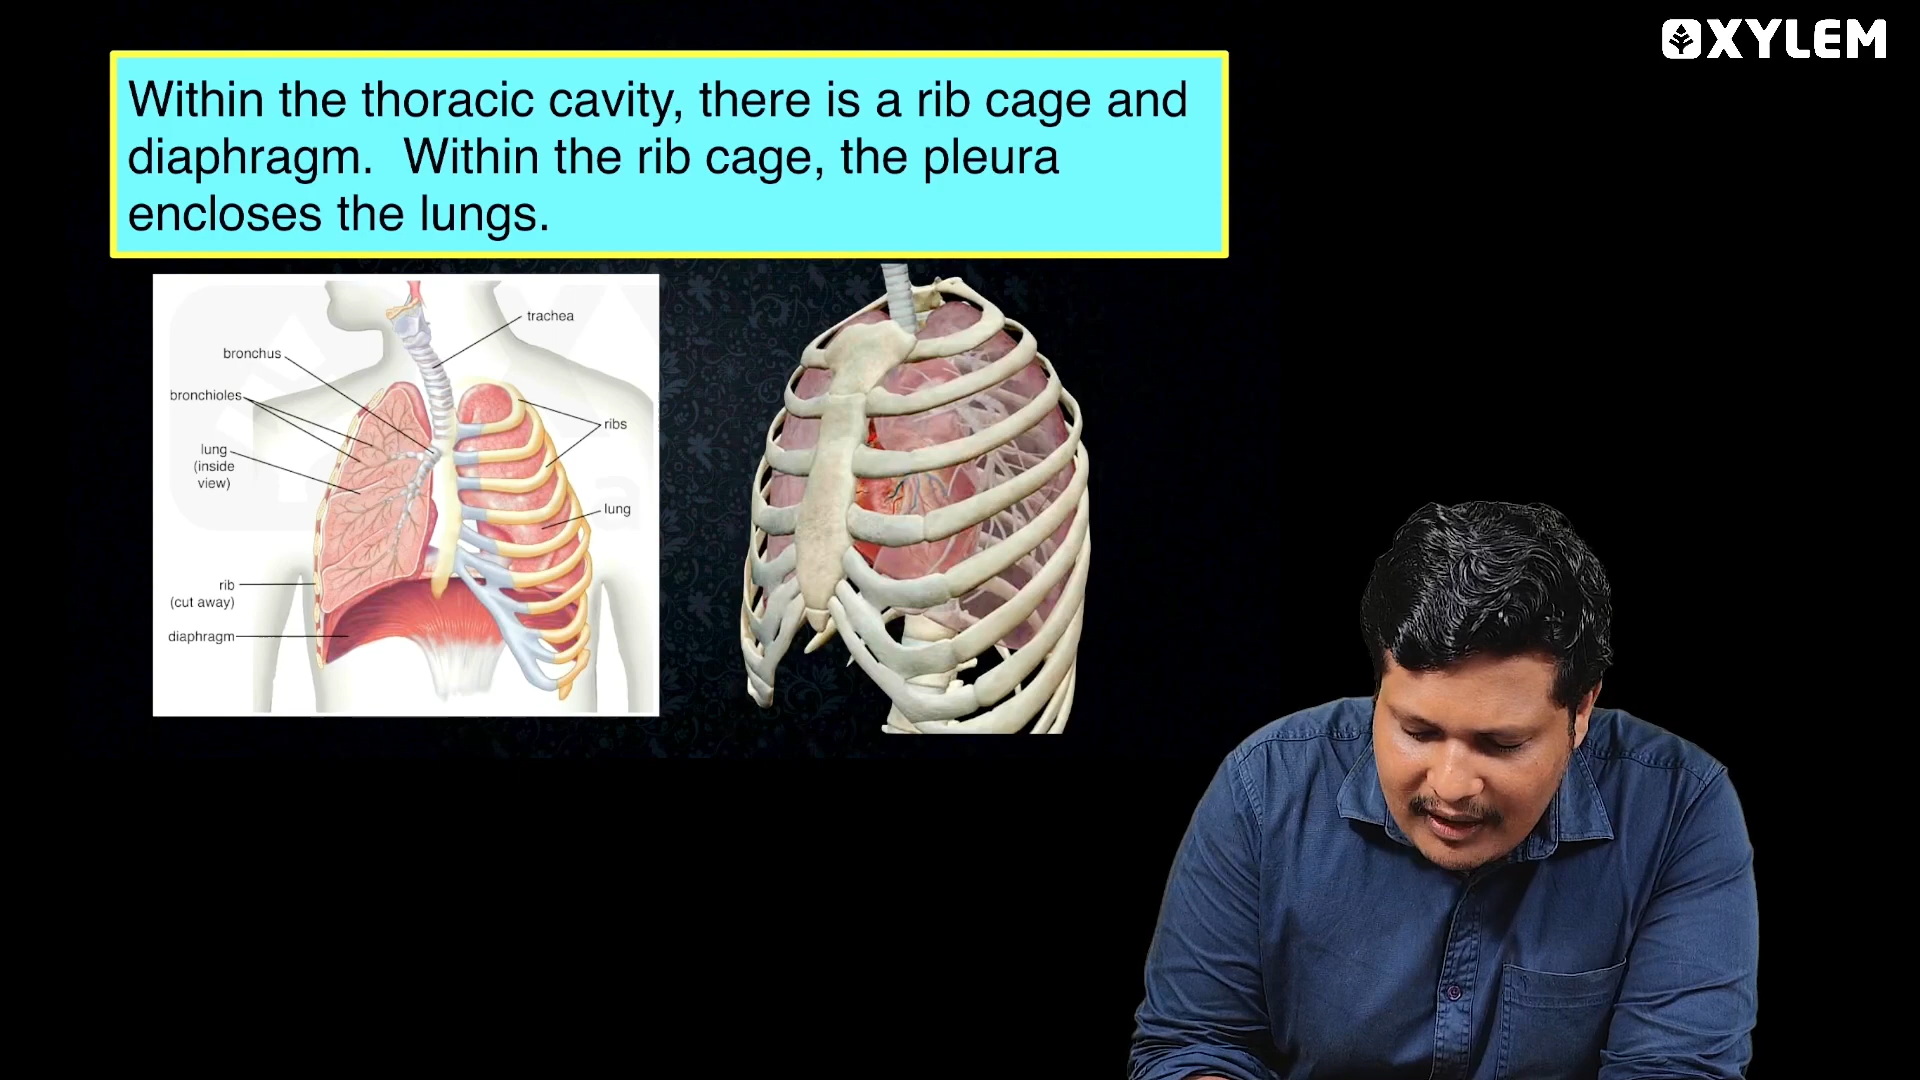 XYLEM
Within the thoracic cavity, there is a rib cage and
diaphragm.  Within the rib cage, the pleura
encloses the lungs.
trachea
bronchus
bronchioles
ribs
lung
(inside
view)
lung
rib
(cut away)
diaphragm